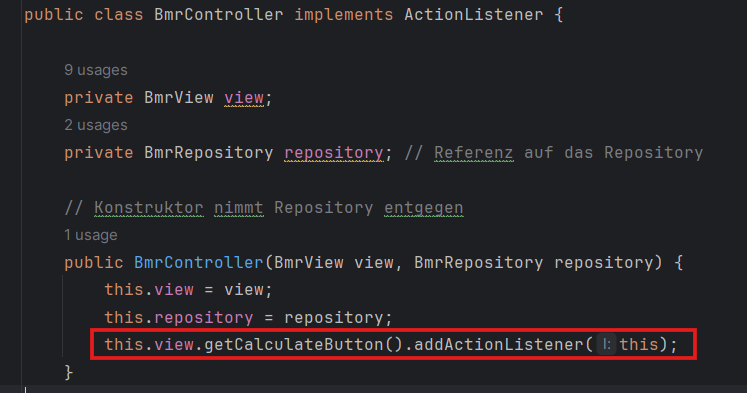 public class BmrController implements ActionListener {
9 usages
private BmrView view;
2 usages
private BmrRepository repository; // Referenz auf das Repository
// Konstruktor nimmt Repository entgegen
1 usage
public BmrController(BmrView view, BmrRepository repository) {
this.view = view;
this.repository = repository;
this.view.getCalculateButton().addActionListener( l: this);
}